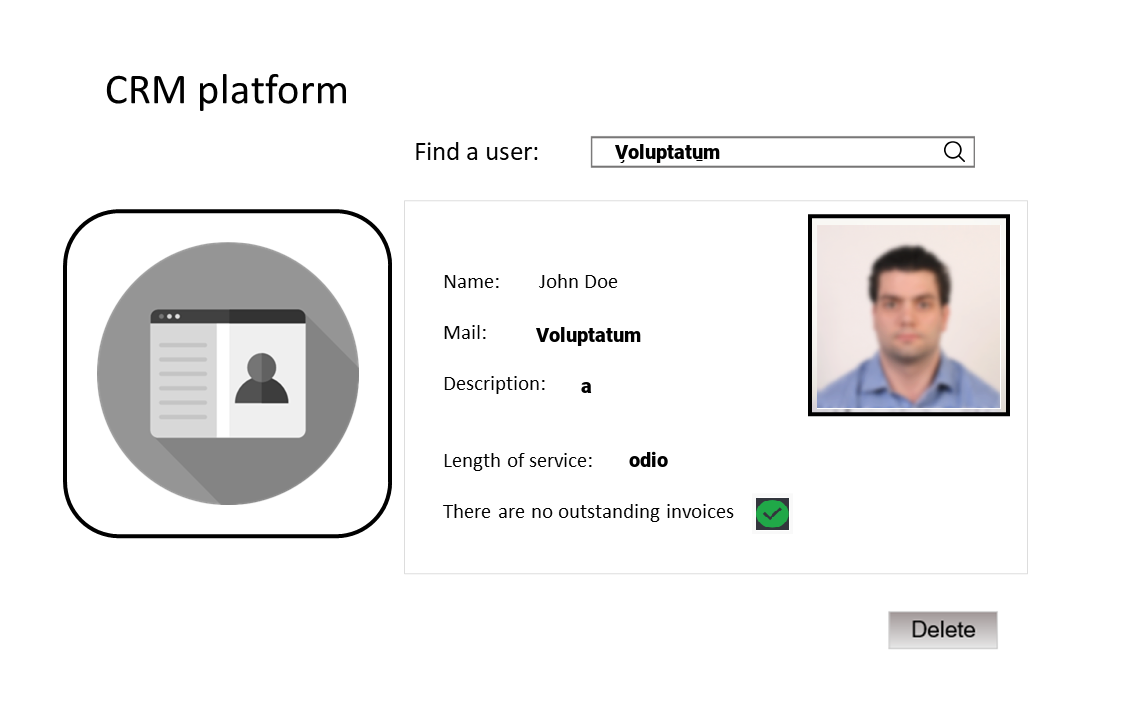 CRM platform
Find a user: Voluptatum
Name: John Doe
Mail: Voluptatum
Description: a
Length of service: odio
There are no outstanding invoices
Delete